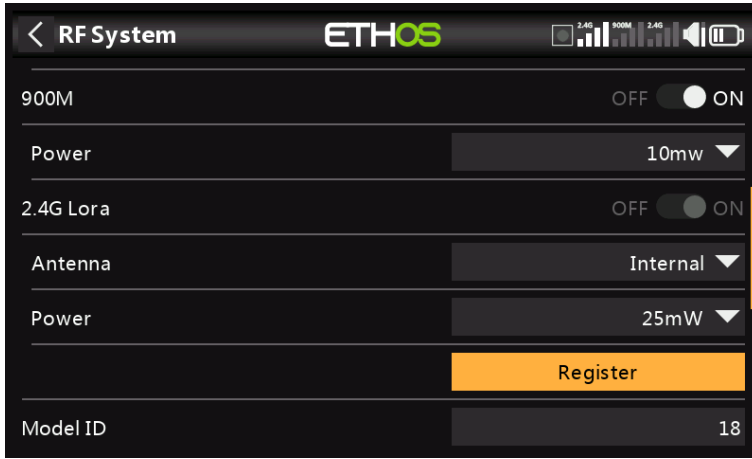 RF System ETHOS 2.4G 900M 2.4G
900M OFF ON
Power 10mw
2.4G Lora OFF ON
Antenna Internal
Power 25mW
Register
Model ID 18